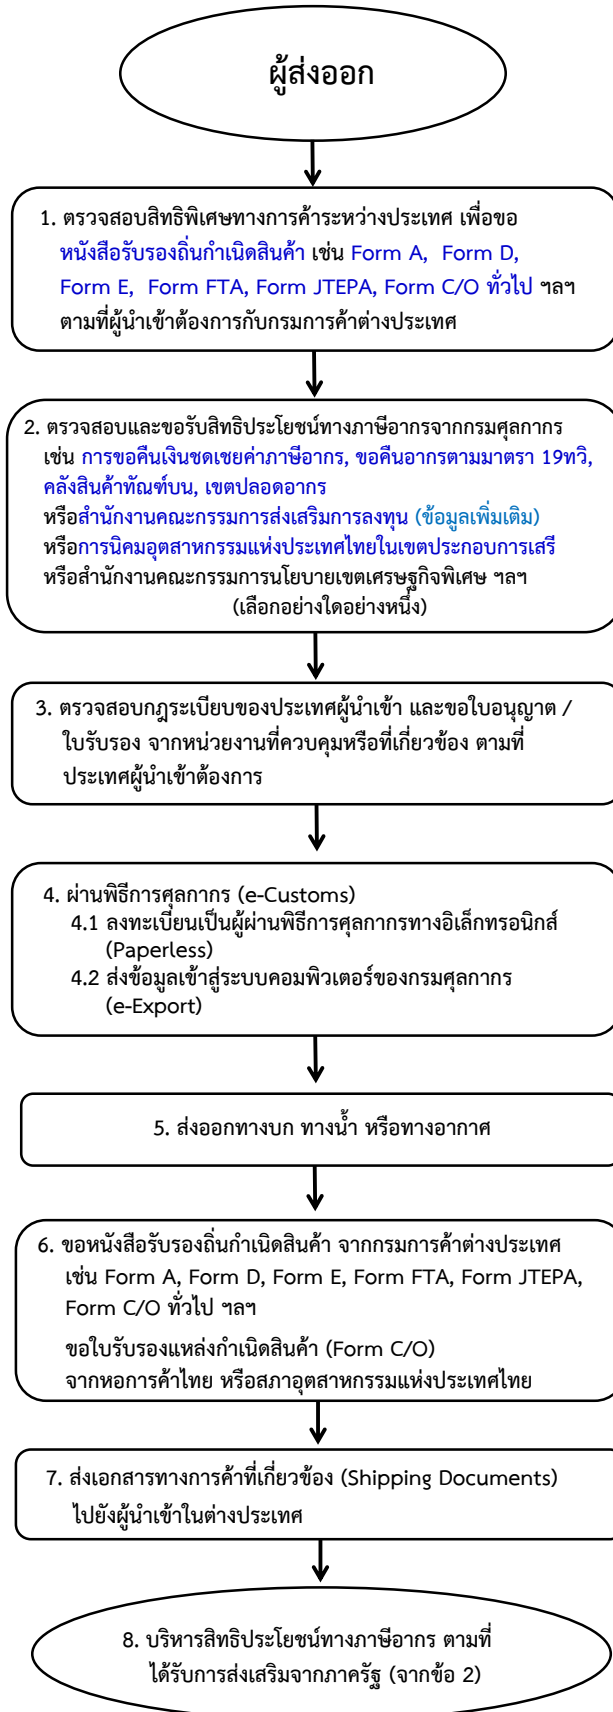 ผู้ส่งออก
1. ตรวจสอบสิทธิพิเศษทางการค้าระหว่างประเทศ เพื่อขอ
หนังสือรับรองถิ่นกำเนิดสินค้า เช่น Form A, Form D,
Form E, Form FTA, Form JTEPA, Form C/O ทั่วไป ฯลฯ
ตามที่ผู้นำเข้าต้องการกับกรมการค้าต่างประเทศ
2. ตรวจสอบและขอรับสิทธิประโยชน์ทางภาษีอากรจากกรมศุลกากร
เช่น การขอคืนเงินชดเชยค่าภาษีอากร, ขอคืนอากรตามมาตรา 19ทวิ,
คลังสินค้าทัณฑ์บน, เขตปลอดอากร
หรือสำนักงานคณะกรรมการส่งเสริมการลงทุน (ข้อมูลเพิ่มเติม)
หรือการนิคมอุตสาหกรรมแห่งประเทศไทยในเขตประกอบการเสรี
หรือสำนักงานคณะกรรมการนโยบายเขตเศรษฐกิจพิเศษ ฯลฯ
(เลือกอย่างใดอย่างหนึ่ง)
3. ตรวจสอบกฎระเบียบของประเทศผู้นำเข้า และขอใบอนุญาต /
ใบรับรอง จากหน่วยงานที่ควบคุมหรือที่เกี่ยวข้อง ตามที่
ประเทศผู้นำเข้าต้องการ
4. ผ่านพิธีการศุลกากร (e-Customs)
4.1 ลงทะเบียนเป็นผู้ผ่านพิธีการศุลกากรทางอิเล็กทรอนิกส์
(Paperless)
4.2 ส่งข้อมูลเข้าสู่ระบบคอมพิวเตอร์ของกรมศุลกากร
(e-Export)
5. ส่งออกทางบก ทางน้ำ หรือทางอากาศ
6. ขอหนังสือรับรองถิ่นกำเนิดสินค้า จากกรมการค้าต่างประเทศ
เช่น Form A, Form D, Form E, Form FTA, Form JTEPA,
Form C/O ทั่วไป ฯลฯ
ขอใบรับรองแหล่งกำเนิดสินค้า (Form C/O)
จากหอการค้าไทย หรือสภาอุตสาหกรรมแห่งประเทศไทย
7. ส่งเอกสารทางการค้าที่เกี่ยวข้อง (Shipping Documents)
ไปยังผู้นำเข้าในต่างประเทศ
8. บริหารสิทธิประโยชน์ทางภาษีอากร ตามที่
ได้รับการส่งเสริมจากภาครัฐ (จากข้อ 2)